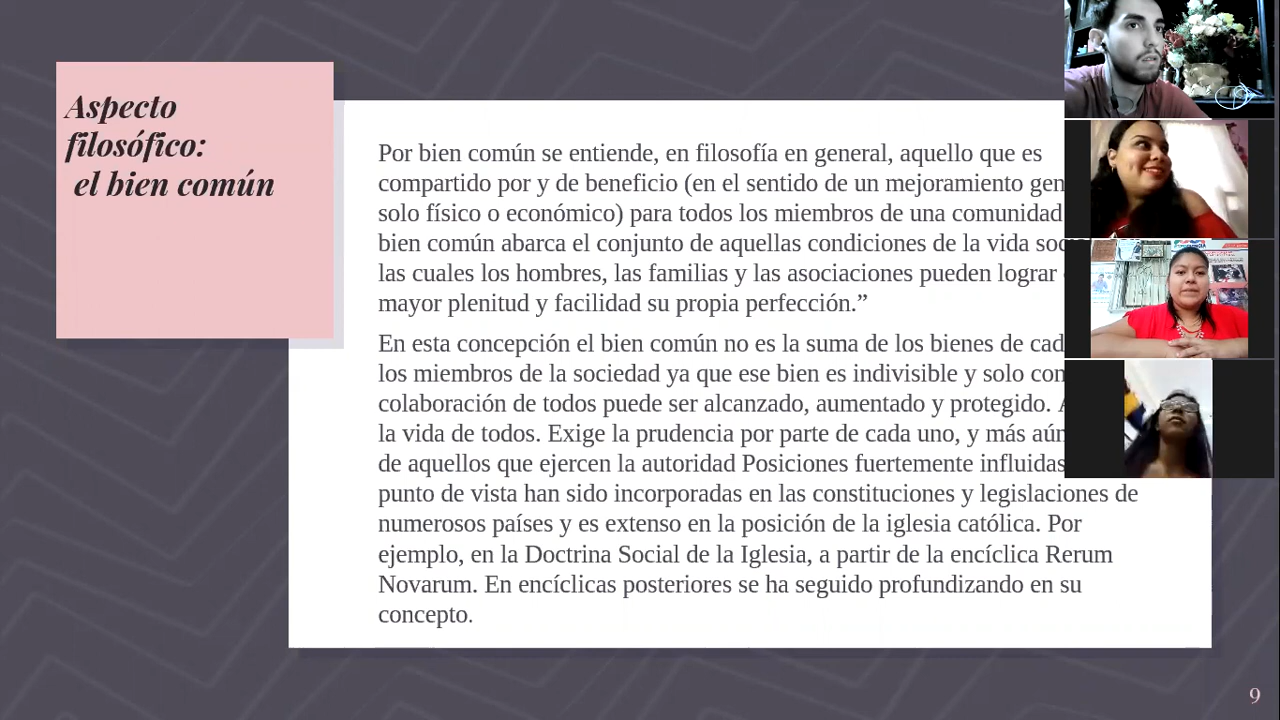 Aspecto
filosófico:
el bien común
Por bien común se entiende, en filosofía en general, aquello que es
compartido por y de beneficio (en el sentido de un mejoramiento
solo físico o económico) para todos los miembros de una comunidad
bien común abarca el conjunto de aquellas condiciones de la vida
las cuales los hombres, las familias y las asociaciones pueden lograr
mayor plenitud y facilidad su propia perfección.”
En esta concepción el bien común no es la suma de los bienes de
los miembros de la sociedad ya que ese bien es indivisible y solo
colaboración de todos puede ser alcanzado, aumentado y protegido.
la vida de todos. Exige la prudencia por parte de cada uno, y más aún
de aquellos que ejercen la autoridad Posiciones fuertemente influidas
punto de vista han sido incorporadas en las constituciones y legislaciones de
numerosos países y es extenso en la posición de la iglesia católica. Por
ejemplo, en la Doctrina Social de la Iglesia, a partir de la encíclica Rerum
Novarum. En encíclicas posteriores se ha seguido profundizando en su
concepto.
9